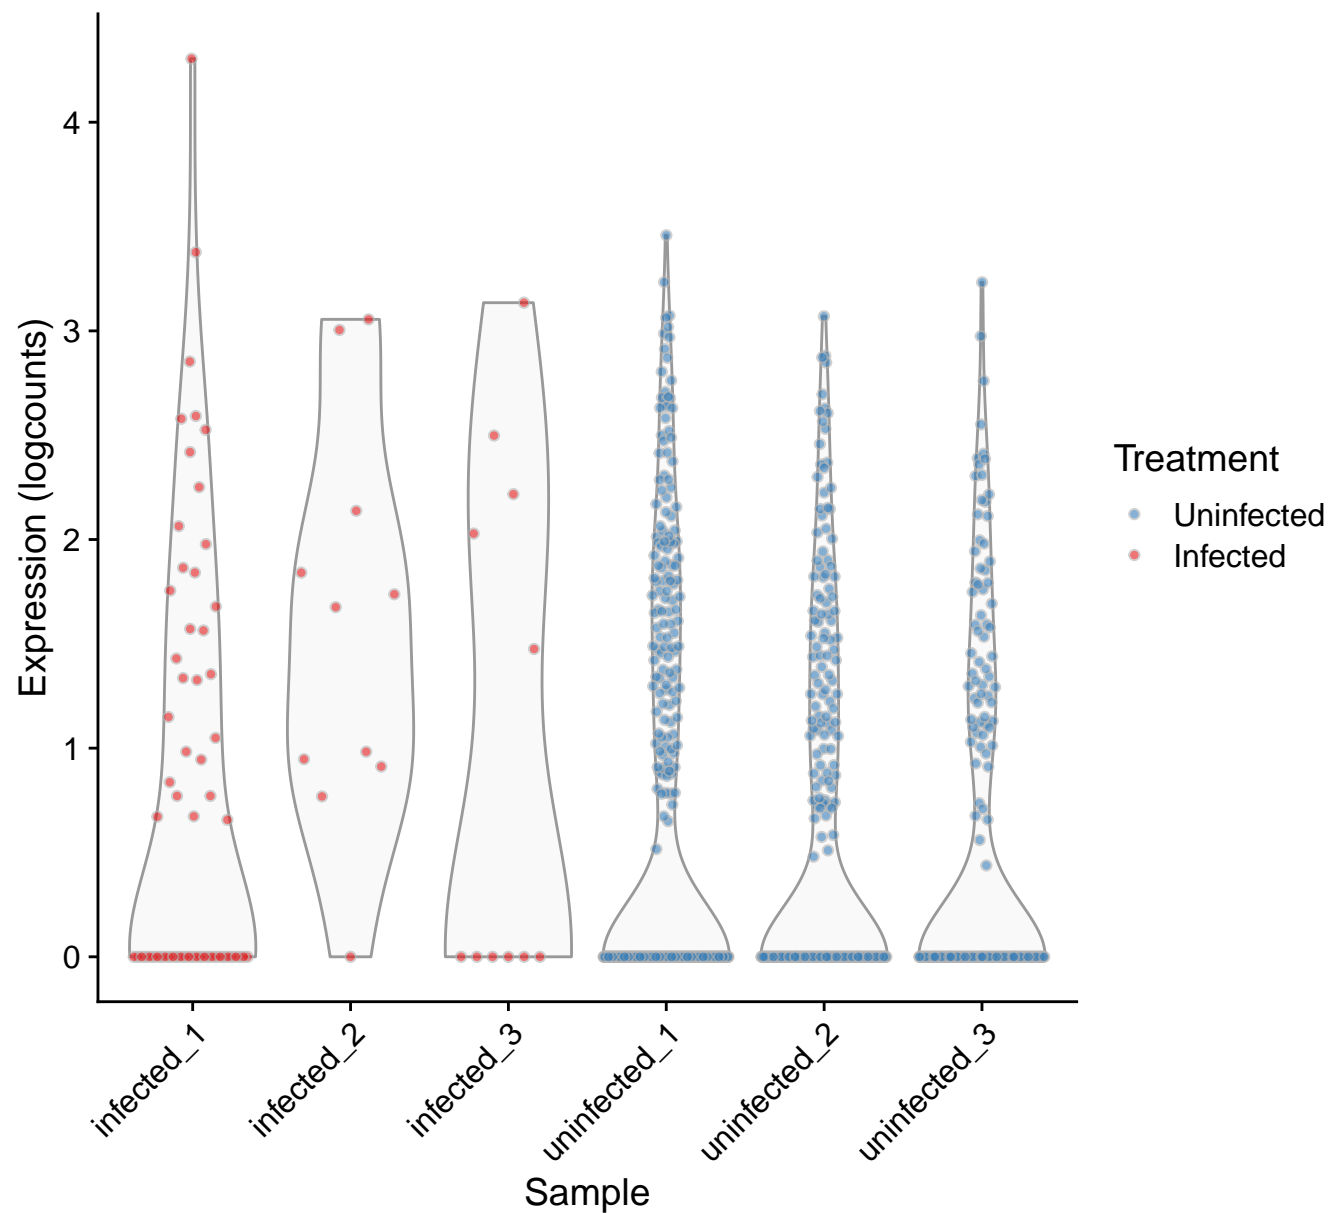 Expression (logcounts)
4
3
2
1
0
infected_1
infected_2
infected_3
uninfected_1
uninfected_2
uninfected_3
Sample
Treatment
Uninfected
Infected